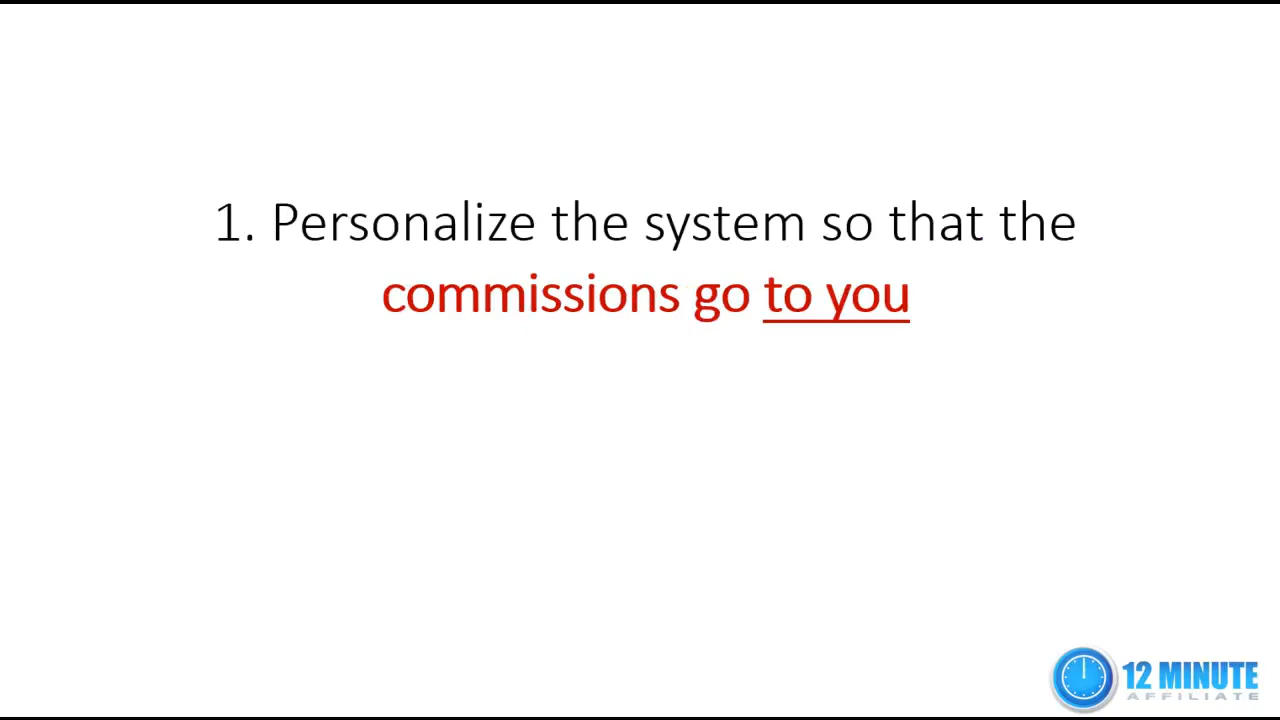 1. Personalize the system so that the
commissions go to you
12 MINUTE
AFFILIATE